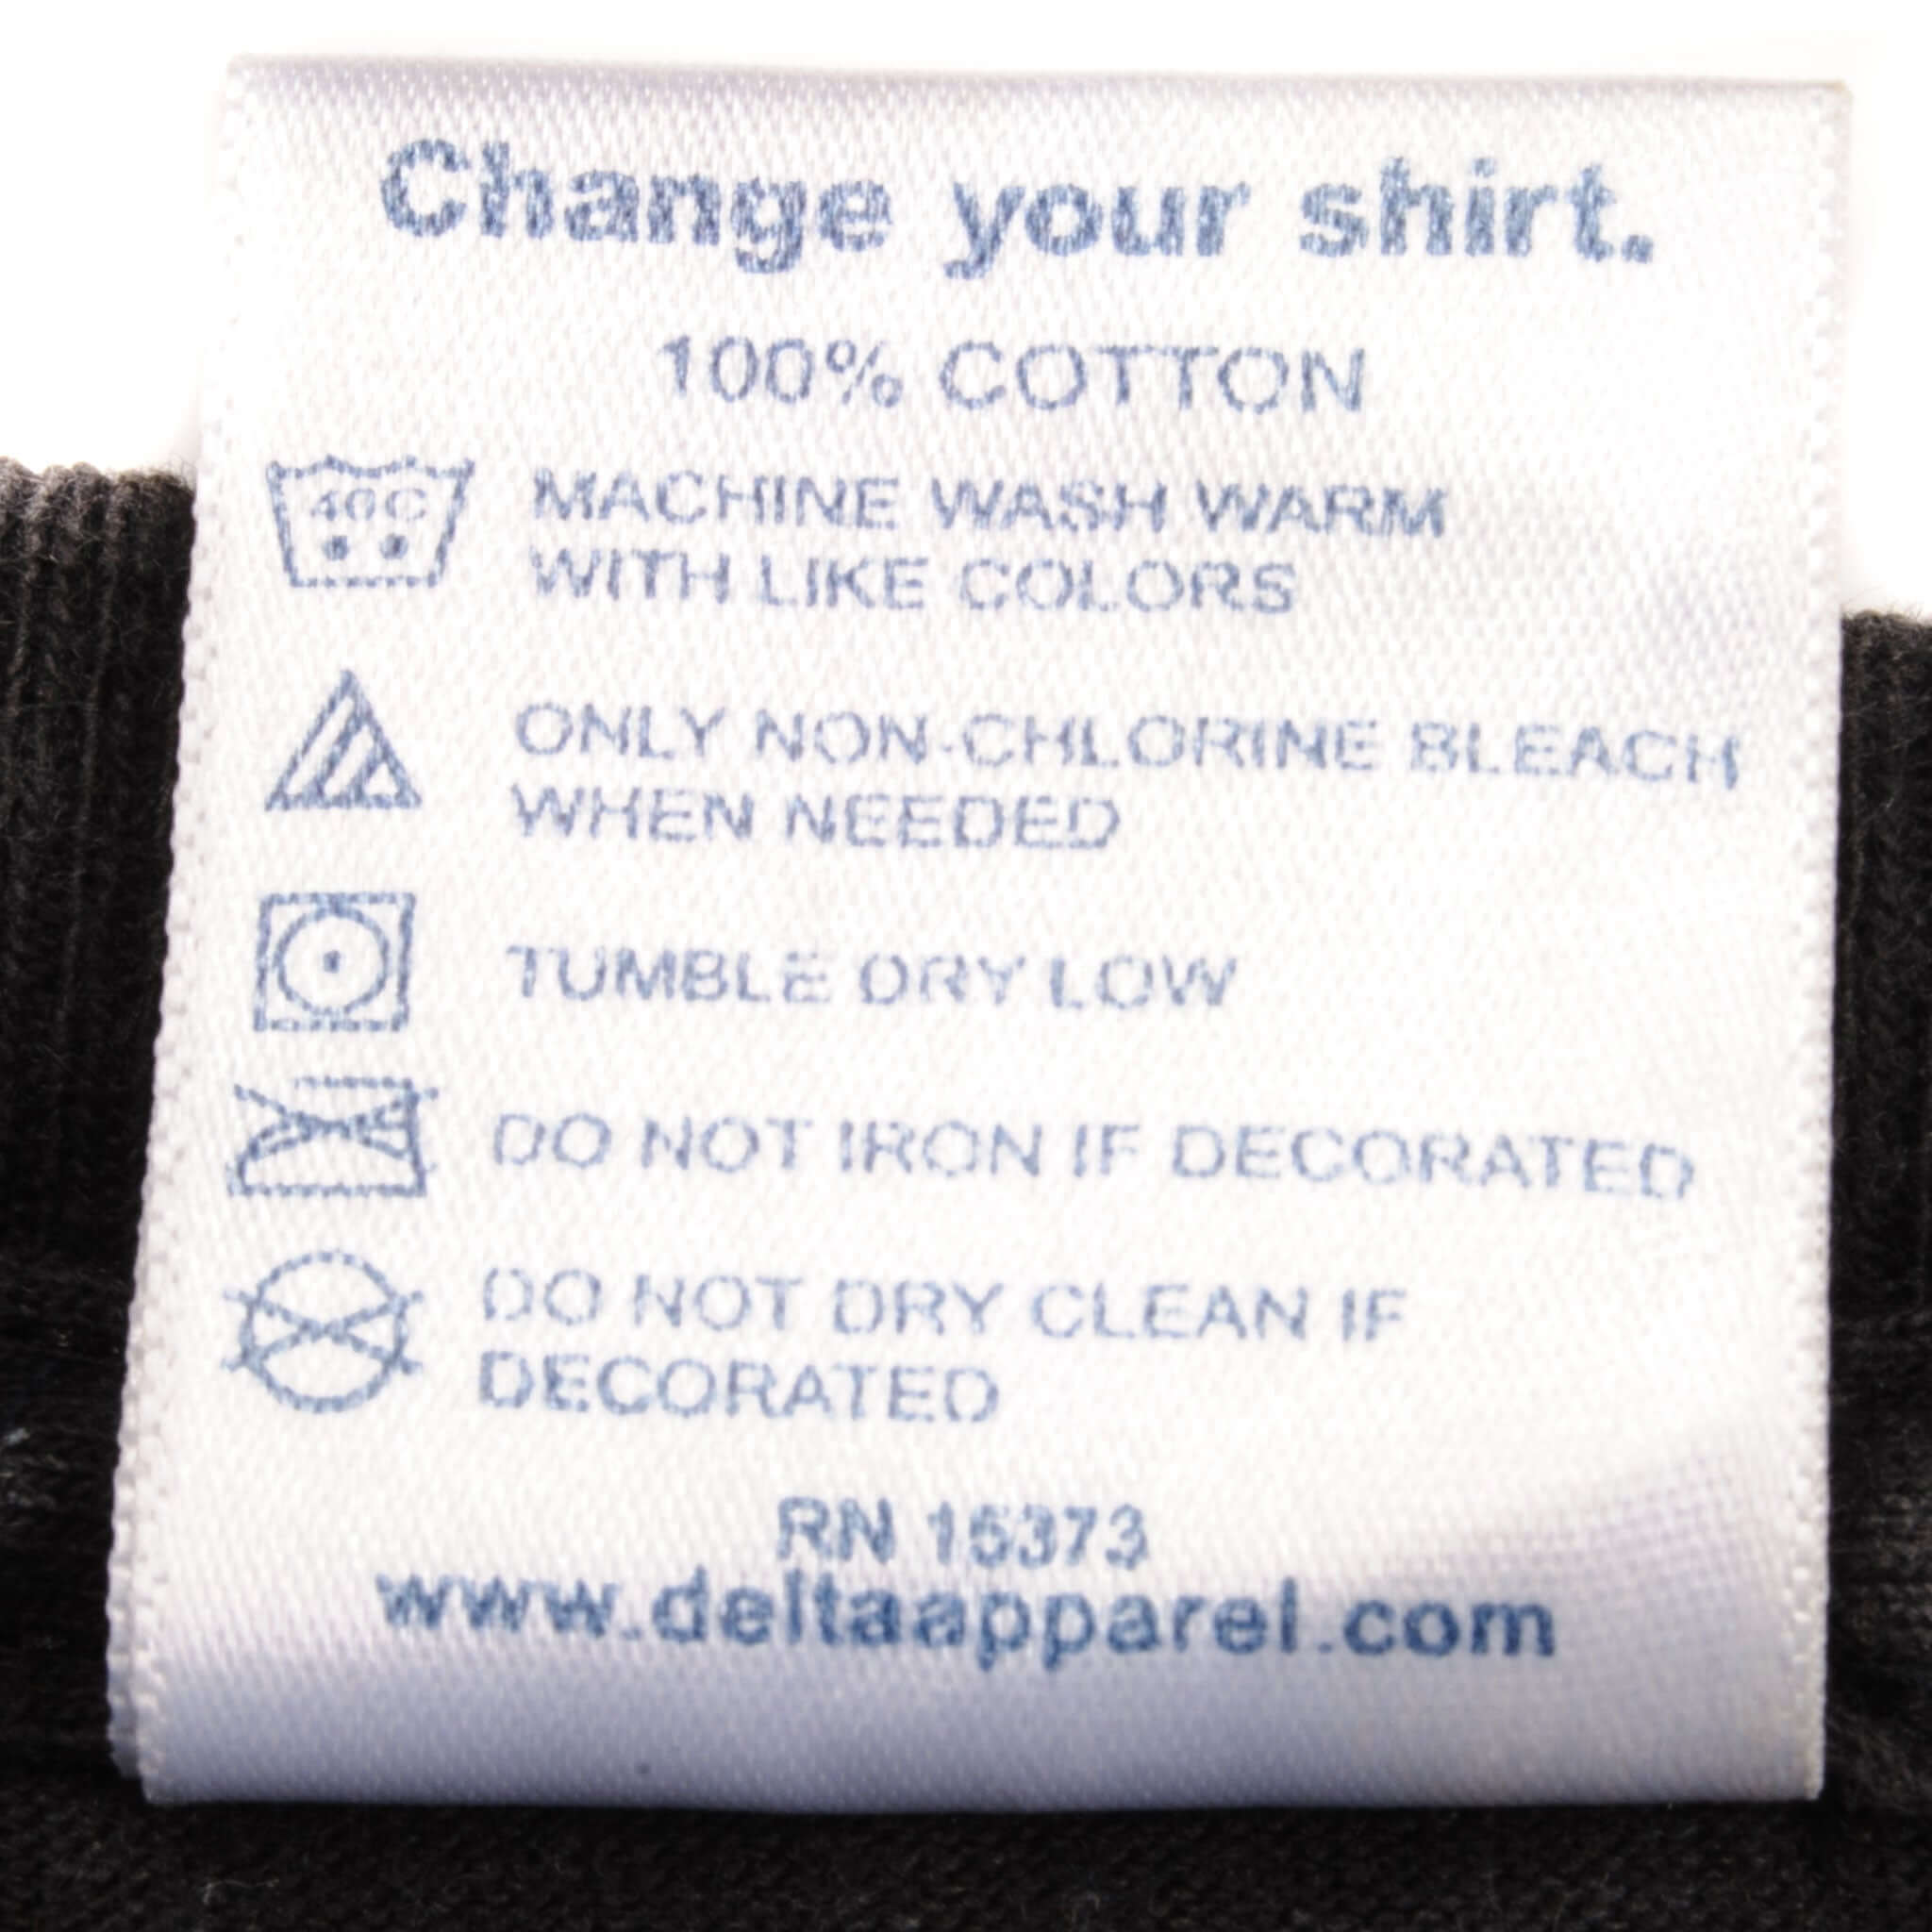 Change your shirt.
100% COTTON
40C
MACHINE WASH WARM
WITH LIKE COLORS
ONLY NON-CHLORINE BLEACH
WHEN NEEDED
TUMBLE DRY LOW
DO NOT IRON IF DECORATED
DO NOT DRY CLEAN IF
DECORATED
RN 15373
www.deltaapparel.com